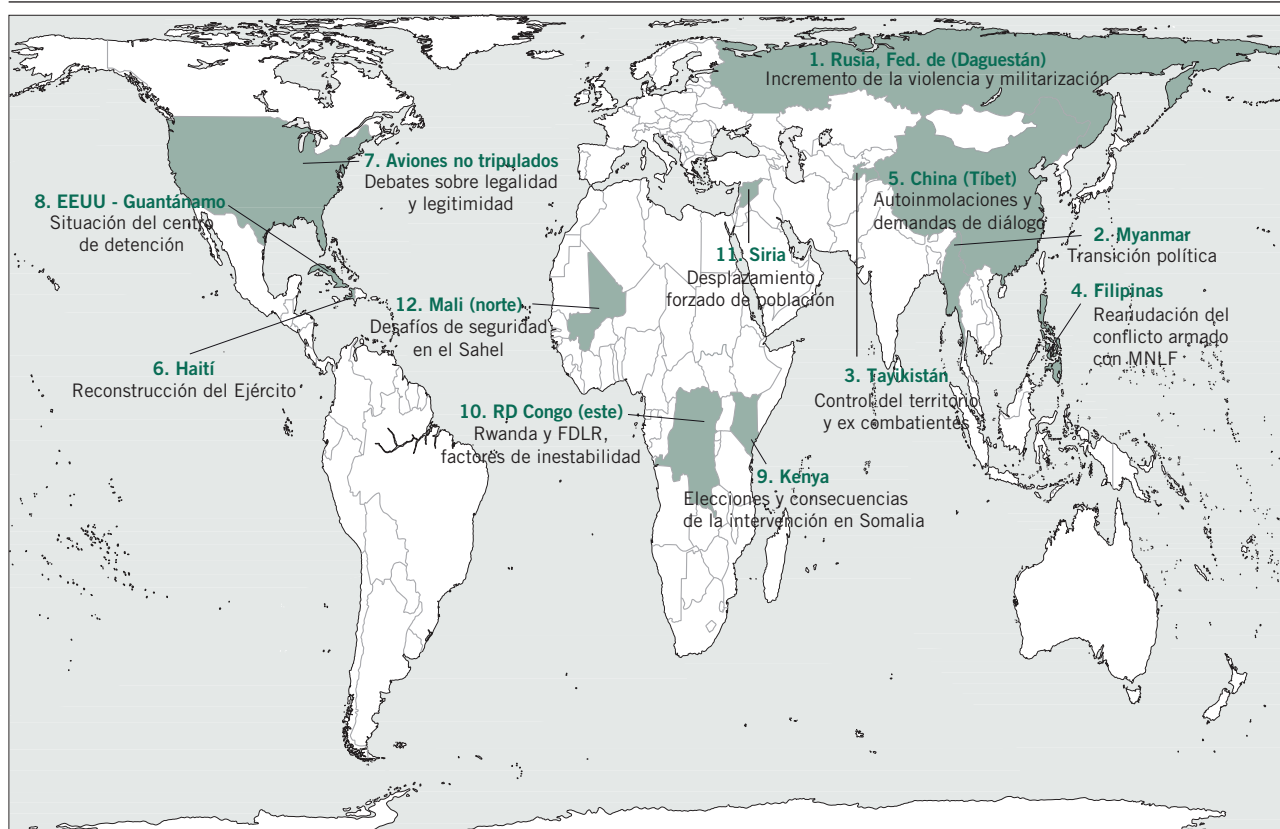 1. Rusia, Fed. de (Daguestán)
Incremento de la violencia y militarización
7. Aviones no tripulados
Debates sobre legalidad
y legitimidad
8. EEUU - Guantánamo
Situación del centro
de detención
5. China (Tíbet)
Autoinmolaciones y
demandas de diálogo
2. Myanmar
Transición política
11. Siria
Desplazamiento
forzado de población
4. Filipinas
Reanudación del
conflicto armado
con MNLF
12. Mali (norte)
Desafíos de seguridad
en el Sahel
6. Haití
Reconstrucción del Ejército
3. Tayikistán
Control del territorio
y ex combatientes
10. RD Congo (este)
Rwanda y FDLR,
factores de inestabilidad
9. Kenya
Elecciones y consecuencias
de la intervención en Somalia